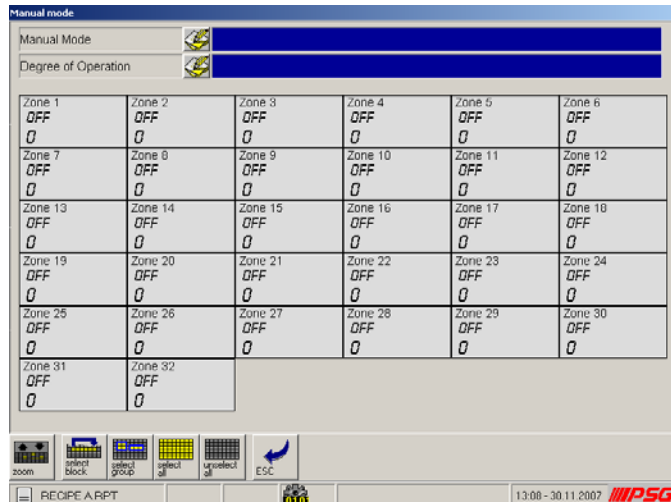 Manual mode
Manual Mode
Degree of Operation
Zone 1 Zone 2 Zone 3 Zone 4 Zone 5 Zone 6
OFF OFF OFF OFF OFF OFF
0 0 0 0 0 0
Zone 7 Zone 8 Zone 9 Zone 10 Zone 11 Zone 12
OFF OFF OFF OFF OFF OFF
0 0 0 0 0 0
Zone 13 Zone 14 Zone 15 Zone 16 Zone 17 Zone 18
OFF OFF OFF OFF OFF OFF
0 0 0 0 0 0
Zone 19 Zone 20 Zone 21 Zone 22 Zone 23 Zone 24
OFF OFF OFF OFF OFF OFF
0 0 0 0 0 0
Zone 25 Zone 26 Zone 27 Zone 28 Zone 29 Zone 30
OFF OFF OFF OFF OFF OFF
0 0 0 0 0 0
Zone 31 Zone 32
OFF OFF
0 0
zoom select block select group select all unselect all ESC
RECIPE A.RPT 0101 13:08 - 30.11.2007 PSG